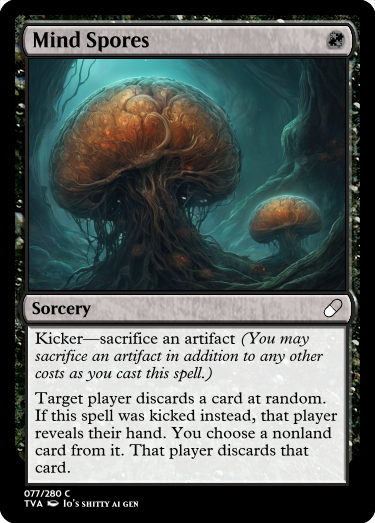 Mind Spores
Sorcery
Kicker—sacrifice an artifact (You may
sacrifice an artifact in addition to any other
costs as you cast this spell.)
Target player discards a card at random.
If this spell was kicked instead, that player
reveals their hand. You choose a nonland
card from it. That player discards that
card.
077/280 C
TVA Io's shitty ai gen